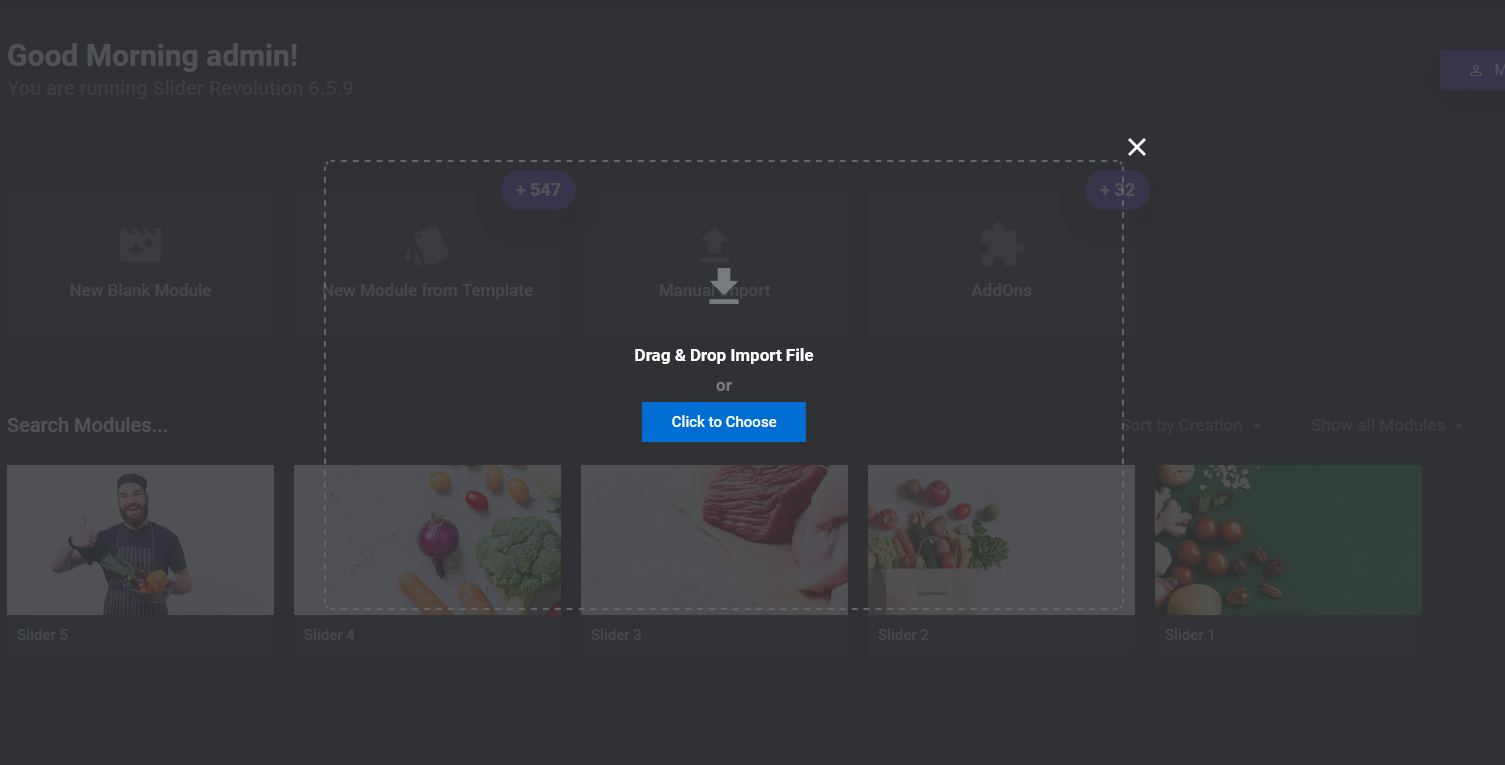 Good Morning admin!
You are running Slider Revolution 6.5.9
M
+ 547
+ 32
New Blank Module
New Module from Template
Manual Import
AddOns
Drag & Drop Import File
or
Click to Choose
Search Modules...
Sort by Creation
Show all Modules
Slider 5
Slider 4
Slider 3
Slider 2
Slider 1